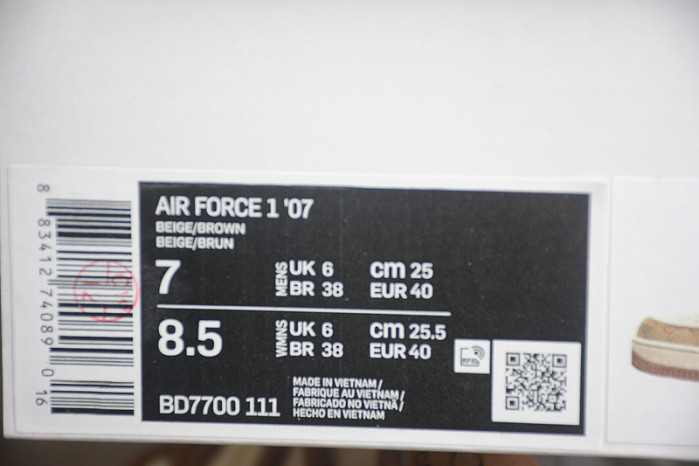 8 83412 74089 0 16
AIR FORCE 1 '07
BEIGE/BROWN
BEIGE/BRUN
7 MENS UK 6 cm 25
BR 38 EUR 40
8.5 WMNS UK 6 cm 25.5
BR 38 EUR 40
RFID
BD7700 111
MADE IN VIETNAM/
FABRIQUE AU VIETNAM/
FABRICADO NO VIETNÃ/
HECHO EN VIETNAM